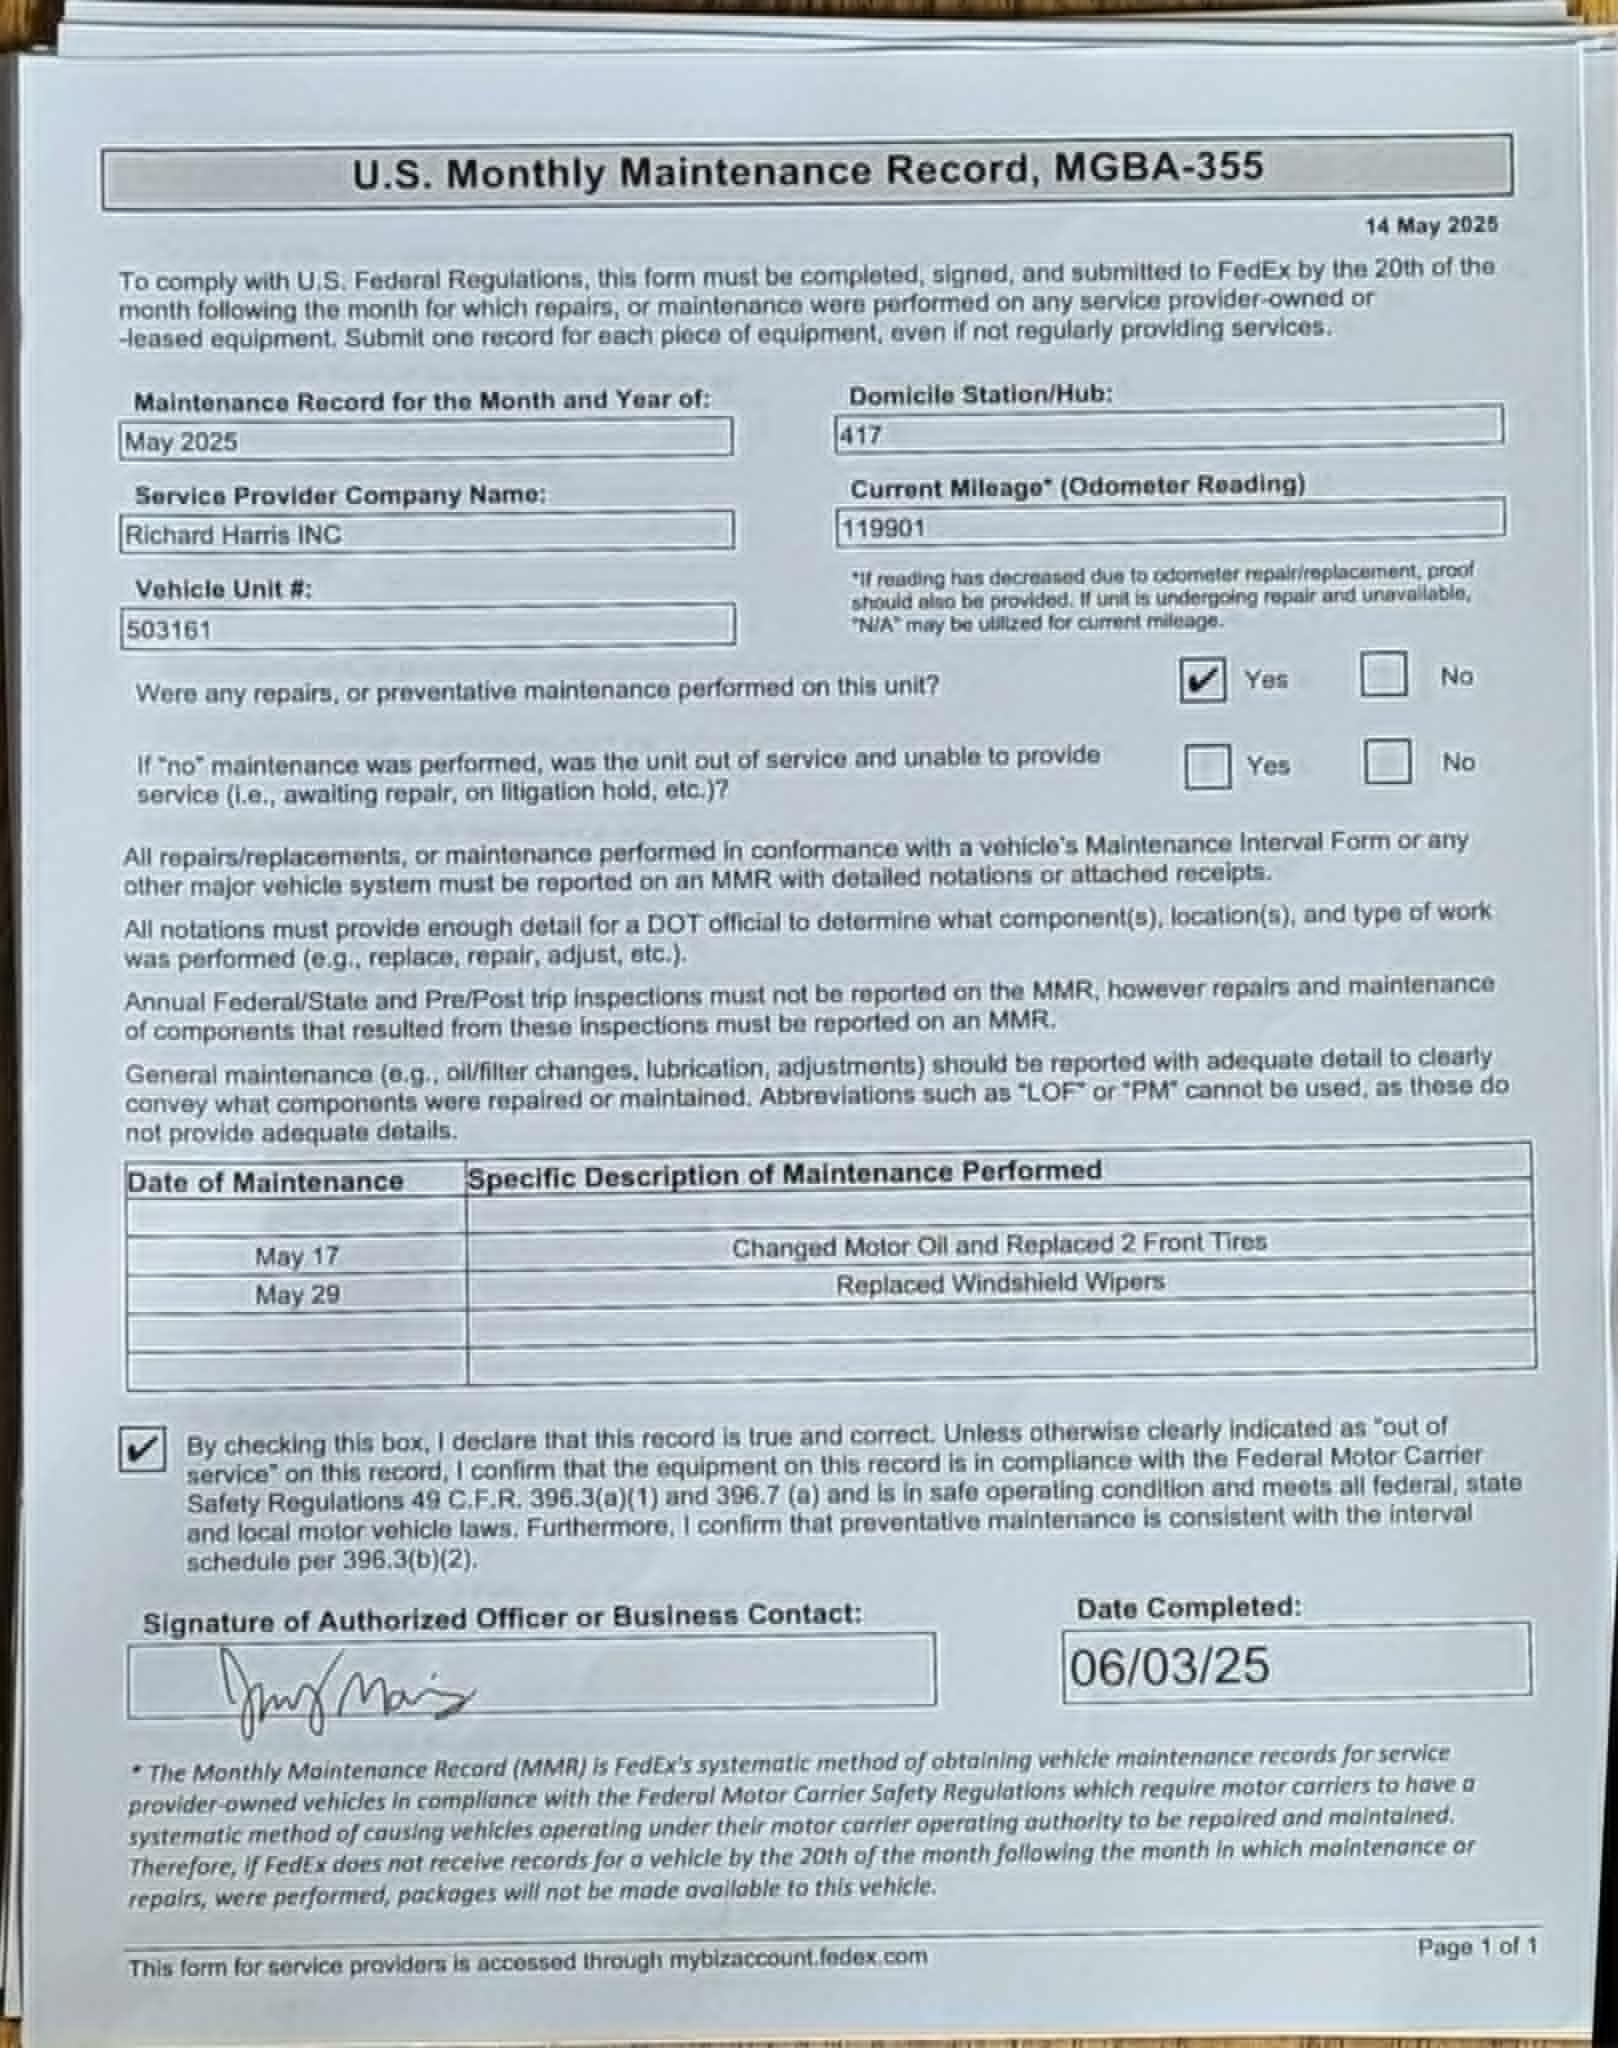 U.S. Monthly Maintenance Record, MGBA-355
14 May 2025
To comply with U.S. Federal Regulations, this form must be completed, signed, and submitted to FedEx by the 20th of the
month following the month for which repairs, or maintenance were performed on any service provider-owned or
-leased equipment. Submit one record for each piece of equipment, even if not regularly providing services.
Maintenance Record for the Month and Year of:
May 2025
Domicile Station/Hub:
417
Service Provider Company Name:
Richard Harris INC
Current Mileage* (Odometer Reading)
119901
Vehicle Unit #:
503161
*If reading has decreased due to odometer repair/replacement, proof
should also be provided. If unit is undergoing repair and unavailable,
"N/A" may be utilized for current mileage.
Were any repairs, or preventative maintenance performed on this unit? ✔ Yes No
If "no" maintenance was performed, was the unit out of service and unable to provide
service (i.e., awaiting repair, on litigation hold, etc.)? Yes No
All repairs/replacements, or maintenance performed in conformance with a vehicle's Maintenance Interval Form or any
other major vehicle system must be reported on an MMR with detailed notations or attached receipts.
All notations must provide enough detail for a DOT official to determine what component(s), location(s), and type of work
was performed (e.g., replace, repair, adjust, etc.).
Annual Federal/State and Pre/Post trip inspections must not be reported on the MMR, however repairs and maintenance
of components that resulted from these inspections must be reported on an MMR.
General maintenance (e.g., oil/filter changes, lubrication, adjustments) should be reported with adequate detail to clearly
convey what components were repaired or maintained. Abbreviations such as "LOF" or "PM" cannot be used, as these do
not provide adequate details.
Date of Maintenance Specific Description of Maintenance Performed
May 17 Changed Motor Oil and Replaced 2 Front Tires
May 29 Replaced Windshield Wipers
✔ By checking this box, I declare that this record is true and correct. Unless otherwise clearly indicated as "out of
service" on this record, I confirm that the equipment on this record is in compliance with the Federal Motor Carrier
Safety Regulations 49 C.F.R. 396.3(a)(1) and 396.7 (a) and is in safe operating condition and meets all federal, state
and local motor vehicle laws. Furthermore, I confirm that preventative maintenance is consistent with the interval
schedule per 396.3(b)(2).
Signature of Authorized Officer or Business Contact:
Date Completed:
06/03/25
* The Monthly Maintenance Record (MMR) is FedEx's systematic method of obtaining vehicle maintenance records for service
provider-owned vehicles in compliance with the Federal Motor Carrier Safety Regulations which require motor carriers to have a
systematic method of causing vehicles operating under their motor carrier operating authority to be repaired and maintained.
Therefore, if FedEx does not receive records for a vehicle by the 20th of the month following the month in which maintenance or
repairs, were performed, packages will not be made available to this vehicle.
This form for service providers is accessed through mybizaccount.fedex.com
Page 1 of 1